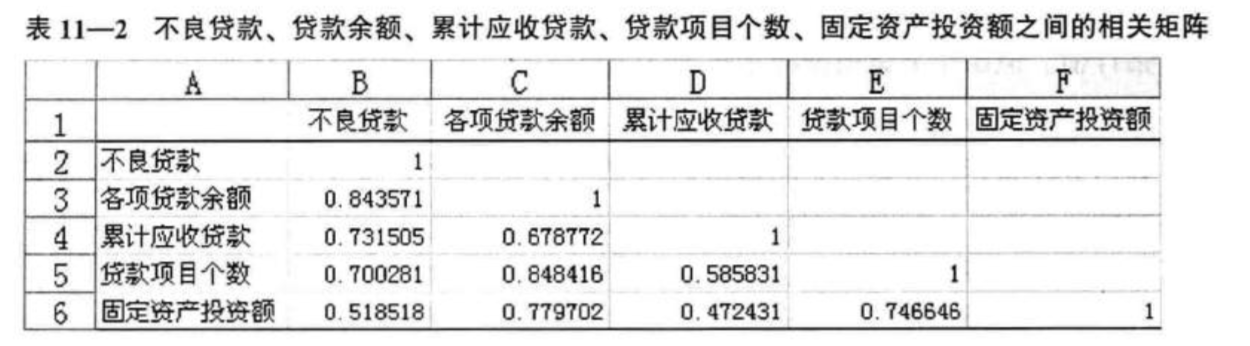 表 11—2 不良贷款、贷款余额、累计应收贷款、贷款项目个数、固定资产投资额之间的相关矩阵
A B C D E F
1 不良贷款 各项贷款余额 累计应收贷款 贷款项目个数 固定资产投资额
2 不良贷款 1
3 各项贷款余额 0.843571 1
4 累计应收贷款 0.731505 0.678772 1
5 贷款项目个数 0.700281 0.848416 0.585831 1
6 固定资产投资额 0.518518 0.779702 0.472431 0.746646 1